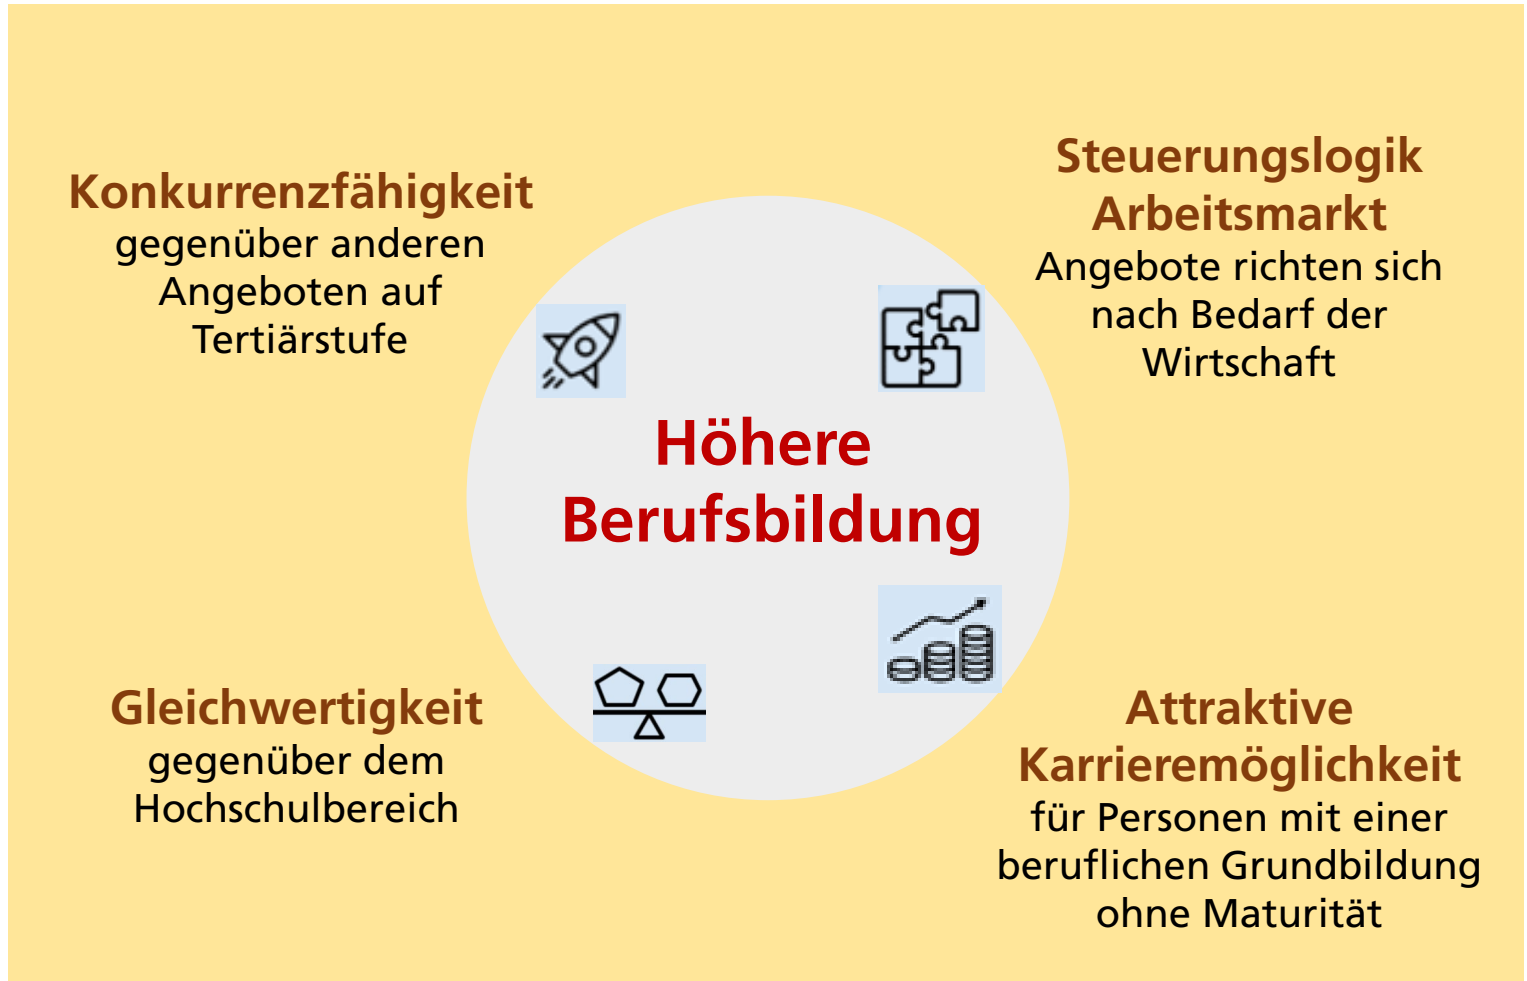 Konkurrenzfähigkeit
gegenüber anderen
Angeboten auf
Tertiärstufe
Steuerungslogik
Arbeitsmarkt
Angebote richten sich
nach Bedarf der
Wirtschaft
Höhere
Berufsbildung
Gleichwertigkeit
gegenüber dem
Hochschulbereich
Attraktive
Karrieremöglichkeit
für Personen mit einer
beruflichen Grundbildung
ohne Maturität